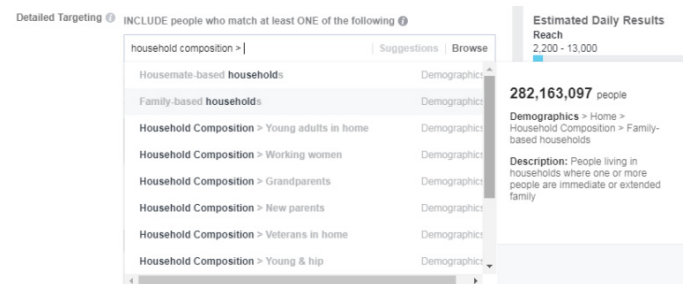 Detailed Targeting
INCLUDE people who match at least ONE of the following
household composition >
Suggestions | Browse
Housemate-based households Demographics
Family-based households Demographics
Household Composition > Young adults in home Demographics
Household Composition > Working women Demographics
Household Composition > Grandparents Demographics
Household Composition > New parents Demographics
Household Composition > Veterans in home Demographics
Household Composition > Young & hip Demographics
Estimated Daily Results
Reach
2,200 - 13,000
282,163,097 people
Demographics > Home >
Household Composition > Family-
based households
Description: People living in
households where one or more
people are immediate or extended
family